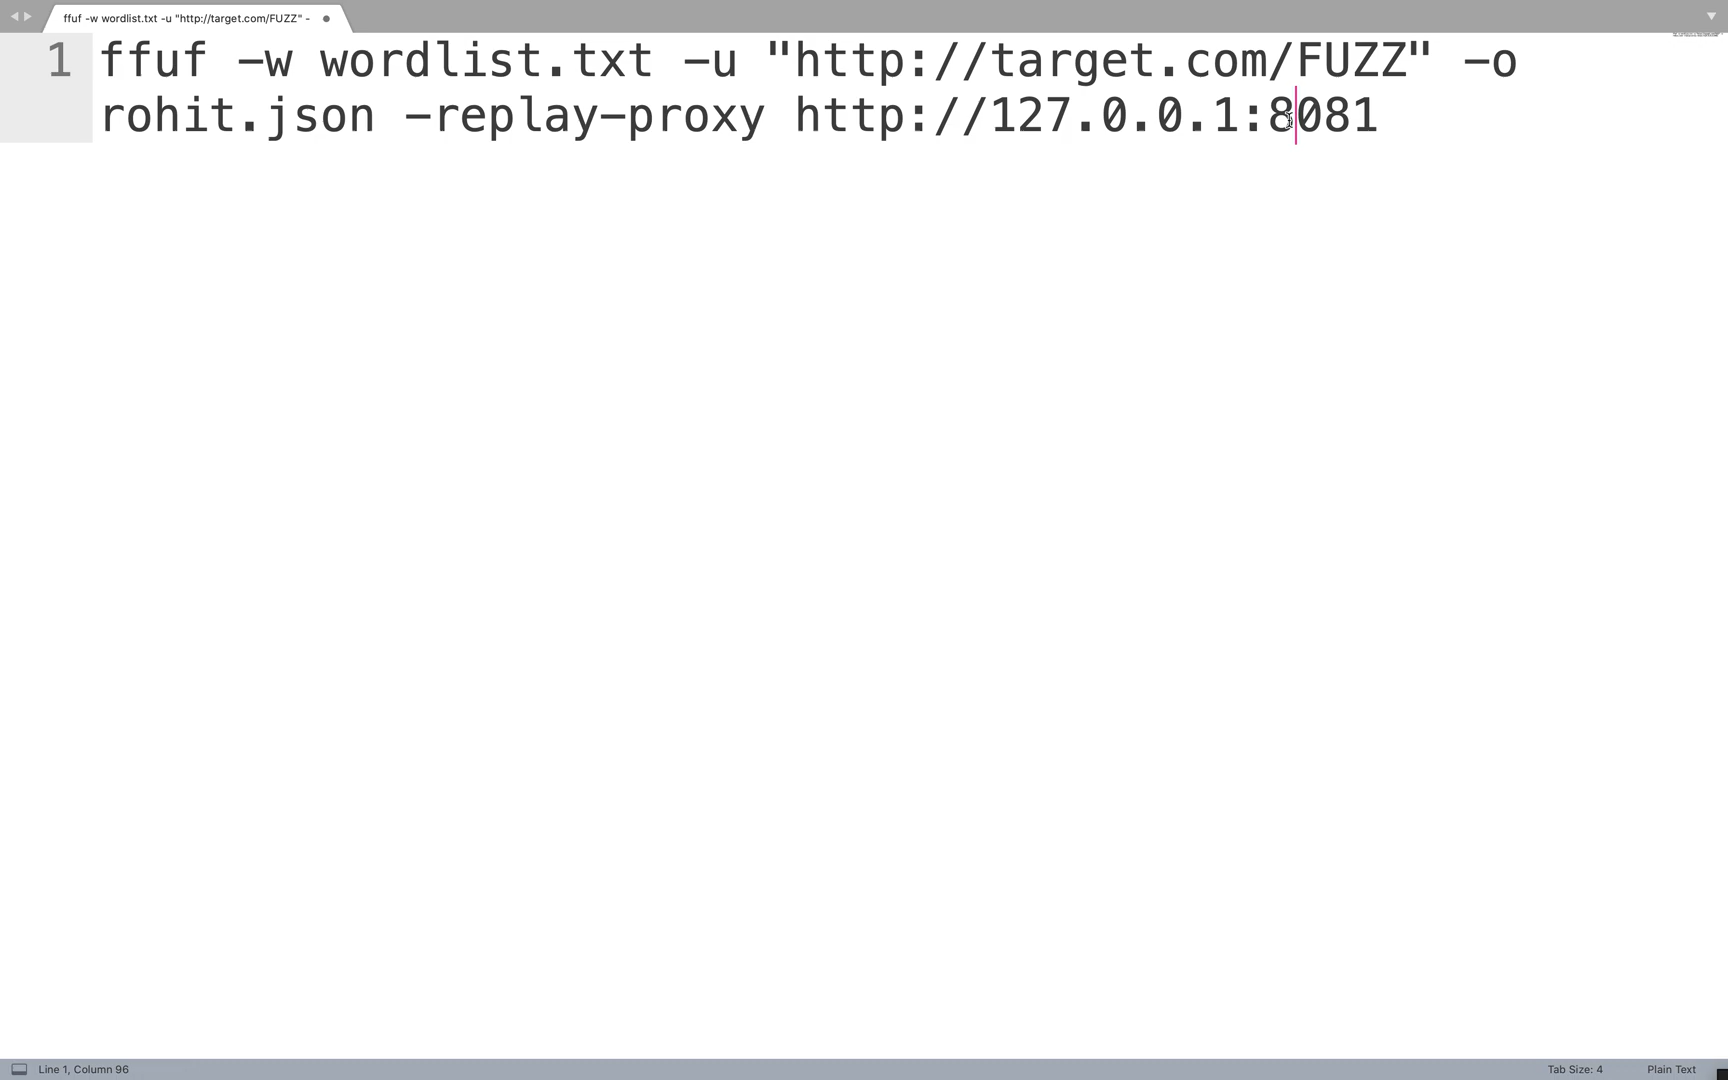 ffuf -w wordlist.txt -u "http://target.com/FUZZ" -
1 ffuf -w wordlist.txt -u "http://target.com/FUZZ" -o
rohit.json -replay-proxy http://127.0.0.1:8081
Line 1, Column 96 Tab Size: 4 Plain Text